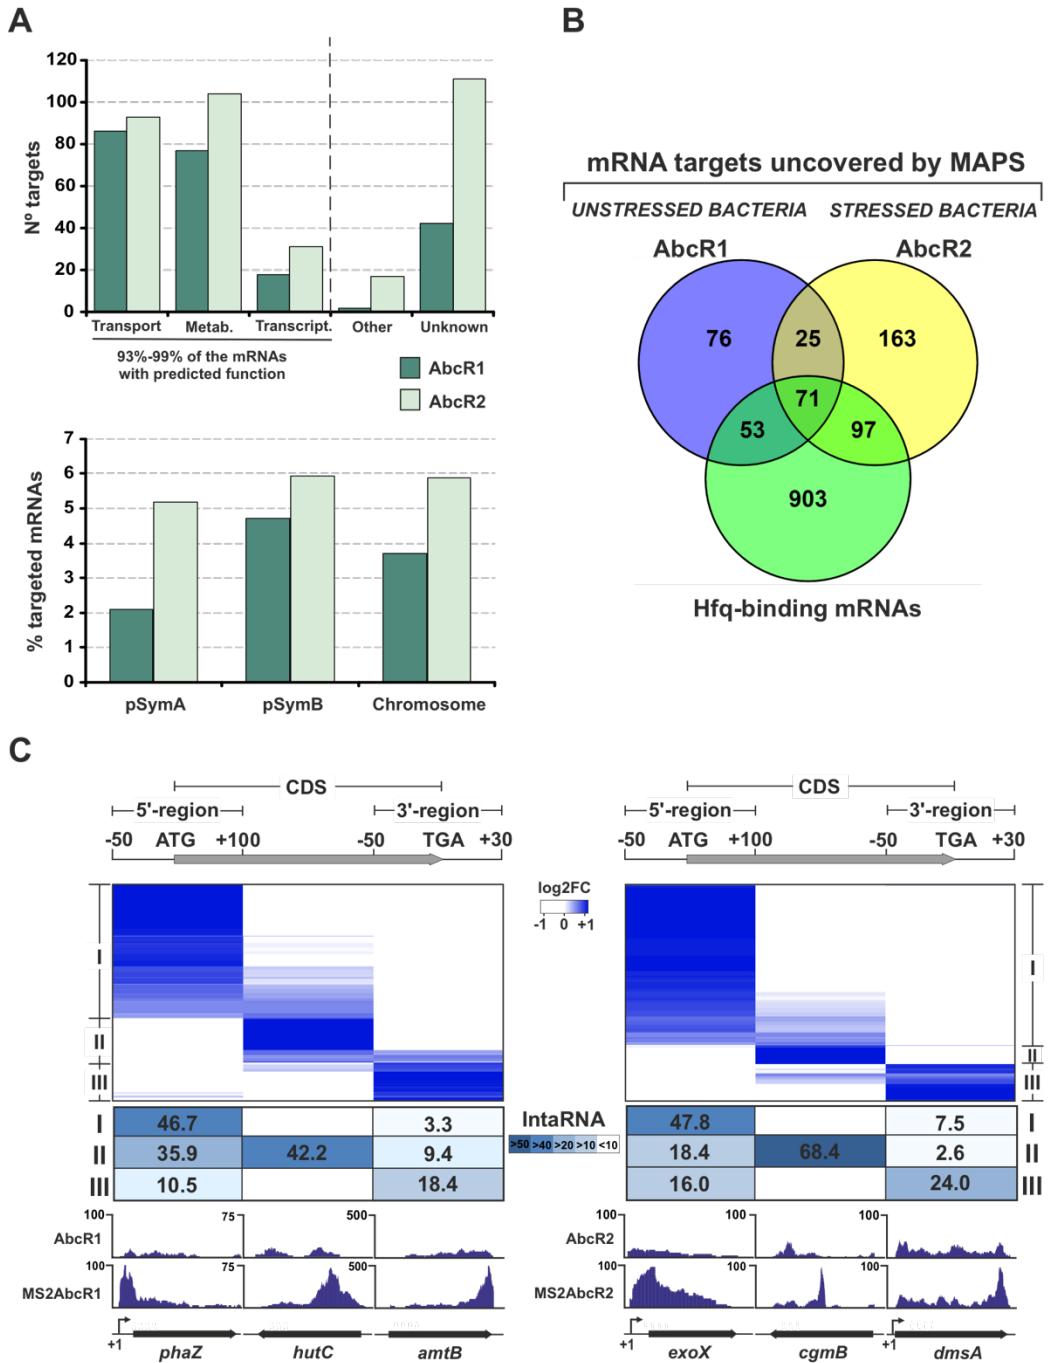 A
120
100
80
60
40
20
0
Nº targets
Transport Metab. Transcript. Other Unknown
93%-99% of the mRNAs
with predicted function
AbcR1
AbcR2
7
6
5
4
3
2
1
0
% targeted mRNAs
pSymA pSymB Chromosome
B
mRNA targets uncovered by MAPS
UNSTRESSED BACTERIA STRESSED BACTERIA
AbcR1 AbcR2
76 25 163
71
53 97
903
Hfq-binding mRNAs
C
CDS
5'-region 3'-region
-50 ATG +100 -50 TGA +30
I
II
III
log2FC
-1 0 +1
CDS
5'-region 3'-region
-50 ATG +100 -50 TGA +30
I
II
III
I 46.7 3.3
II 35.9 42.2 9.4
III 10.5 18.4
IntaRNA
>50 >40 >20 >10 <10
47.8 7.5 I
18.4 68.4 2.6 II
16.0 24.0 III
100 75 500
AbcR1
100 75 500
MS2AbcR1
+1 phaZ hutC amtB
100 100 100
AbcR2
100 100 100
MS2AbcR2
+1 exoX cgmB +1 dmsA